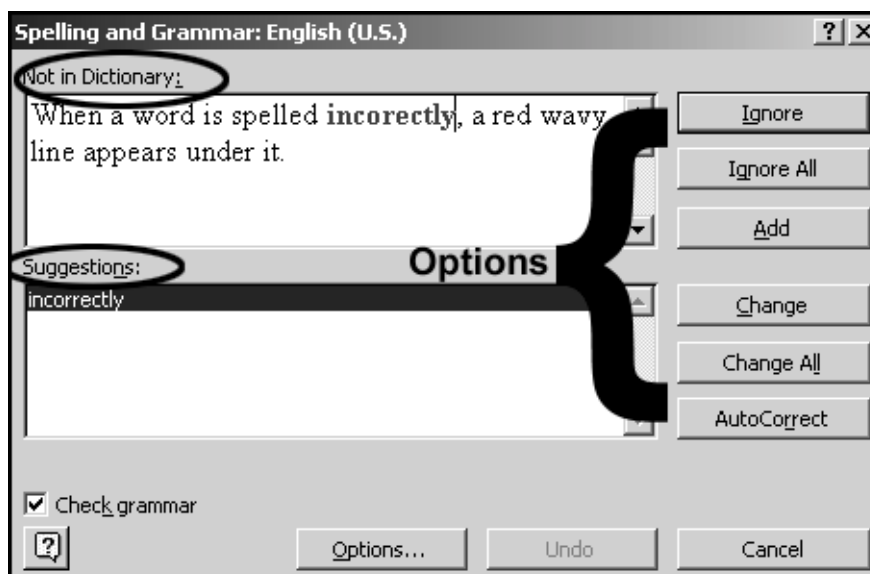 Spelling and Grammar: English (U.S.)
Not in Dictionary:
When a word is spelled incorectly, a red wavy
line appears under it.
Ignore
Ignore All
Add
Suggestions:
Options
incorrectly
Change
Change All
AutoCorrect
Check grammar
Options...
Undo
Cancel